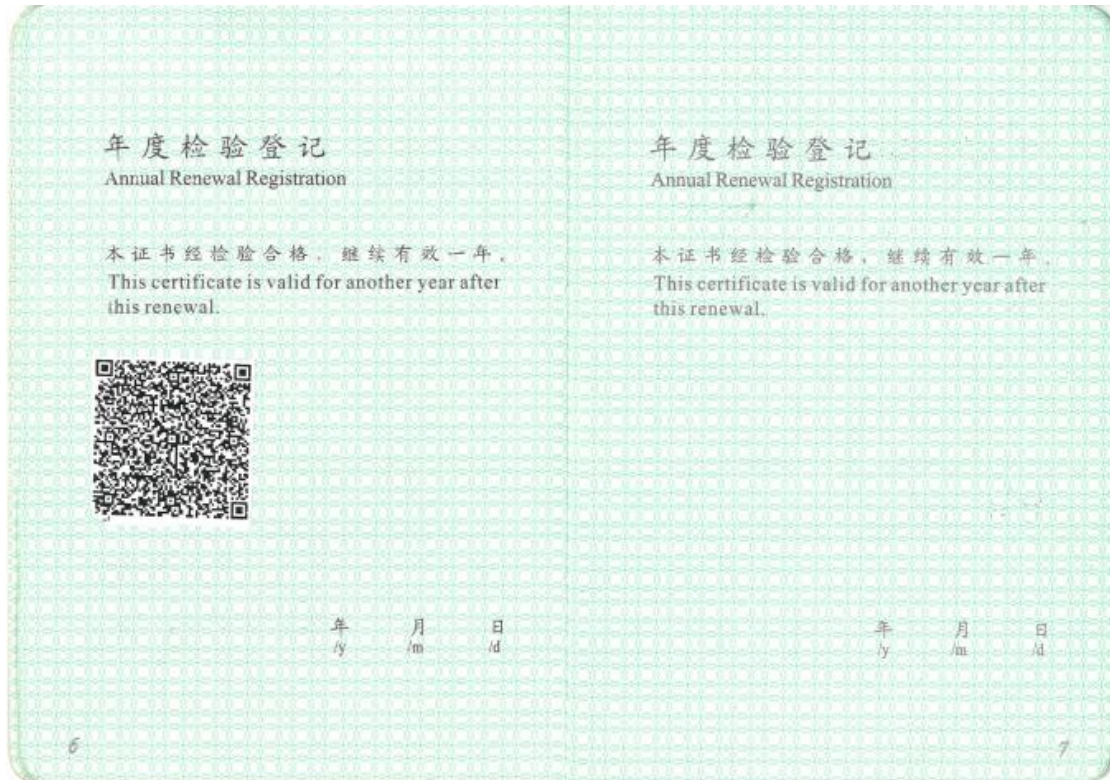 年度检验登记
Annual Renewal Registration
本证书经检验合格，继续有效一年。
This certificate is valid for another year after
this renewal.
年 月 日
/y /m /d
6
年度检验登记
Annual Renewal Registration
本证书经检验合格，继续有效一年。
This certificate is valid for another year after
this renewal.
年 月 日
/y /m /d
7